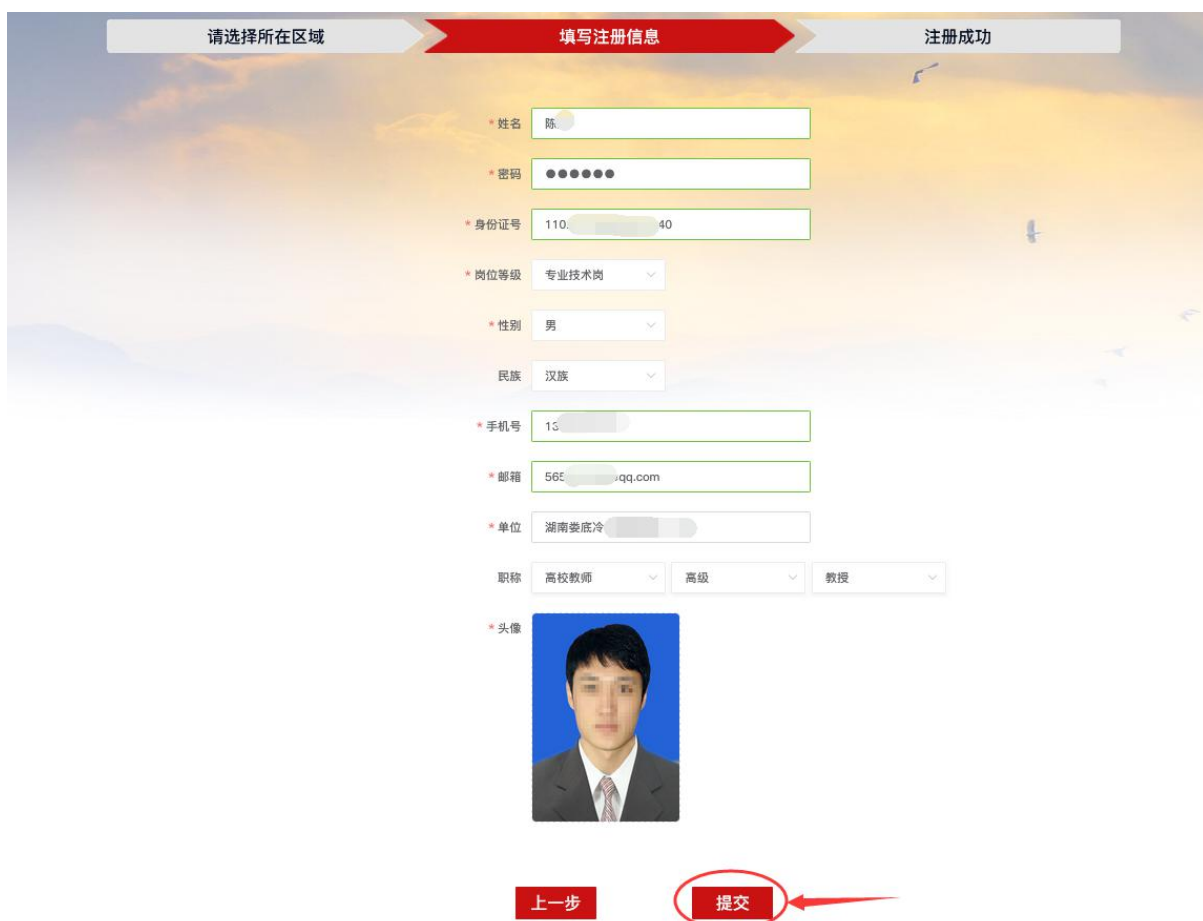 请选择所在区域 填写注册信息 注册成功
* 姓名 陈
* 密码 ●●●●●●
* 身份证号 110 40
* 岗位等级 专业技术岗
* 性别 男
民族 汉族
* 手机号 13
* 邮箱 565 qq.com
* 单位 湖南娄底冷
职称 高校教师 高级 教授
* 头像
上一步 提交